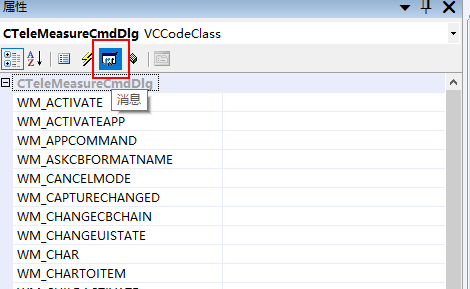 属性
CTeleMeasureCmdDlg VCCodeClass
CTeleMeasureCmdDlg
消息
WM_ACTIVATE
WM_ACTIVATEAPP
WM_APPCOMMAND
WM_ASKCBFORMATNAME
WM_CANCELMODE
WM_CAPTURECHANGED
WM_CHANGECBCHAIN
WM_CHANGEUISTATE
WM_CHAR
WM_CHARTOITEM